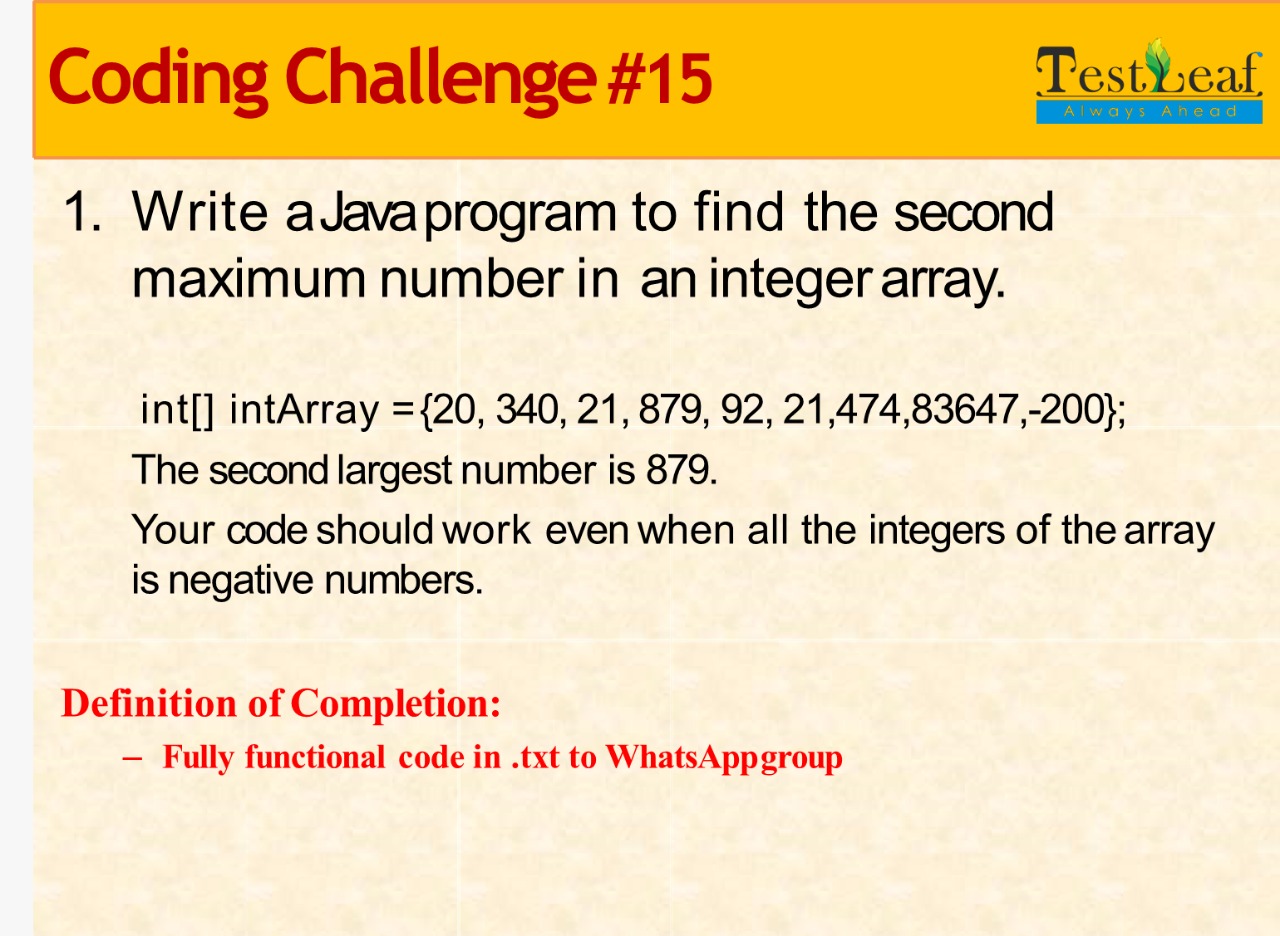 Coding Challenge #15
TestLeaf
Always Ahead
1. Write a Java program to find the second
maximum number in an integer array.
int[] intArray = {20, 340, 21, 879, 92, 21,474,83647,-200};
The second largest number is 879.
Your code should work even when all the integers of the array
is negative numbers.
Definition of Completion:
– Fully functional code in .txt to WhatsApp group